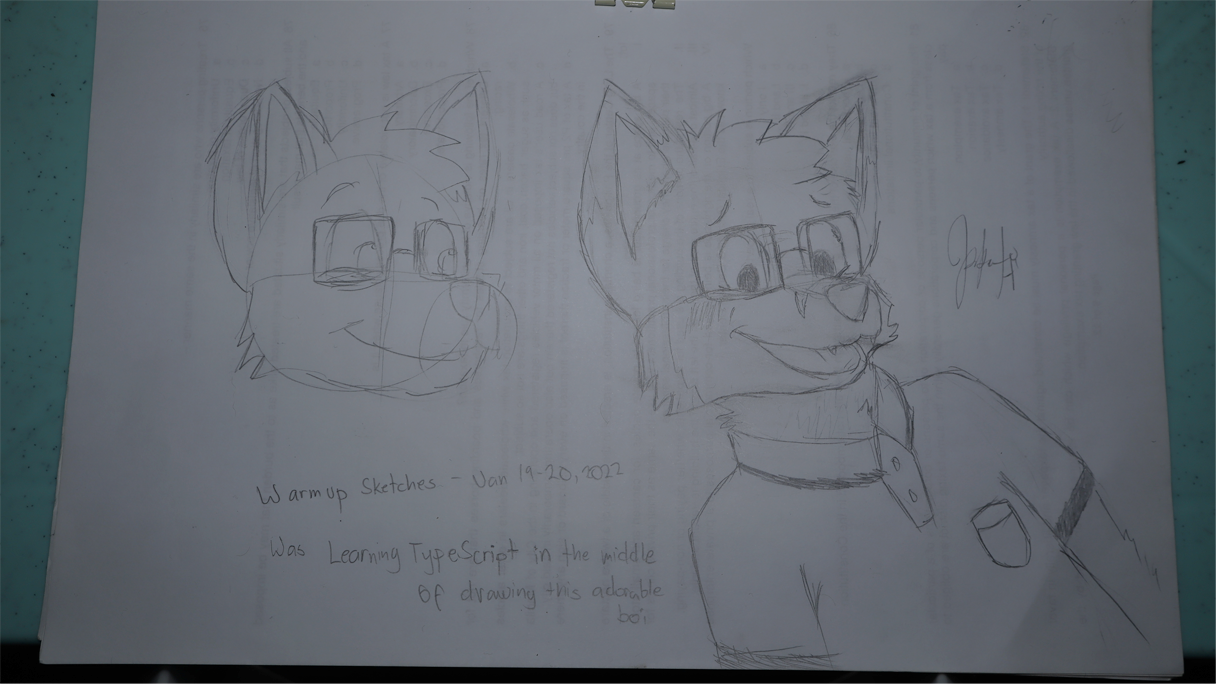 Warmup Sketches - Jan 19-20, 2022
Was Learning TypeScript in the middle
of drawing this adorable
boi